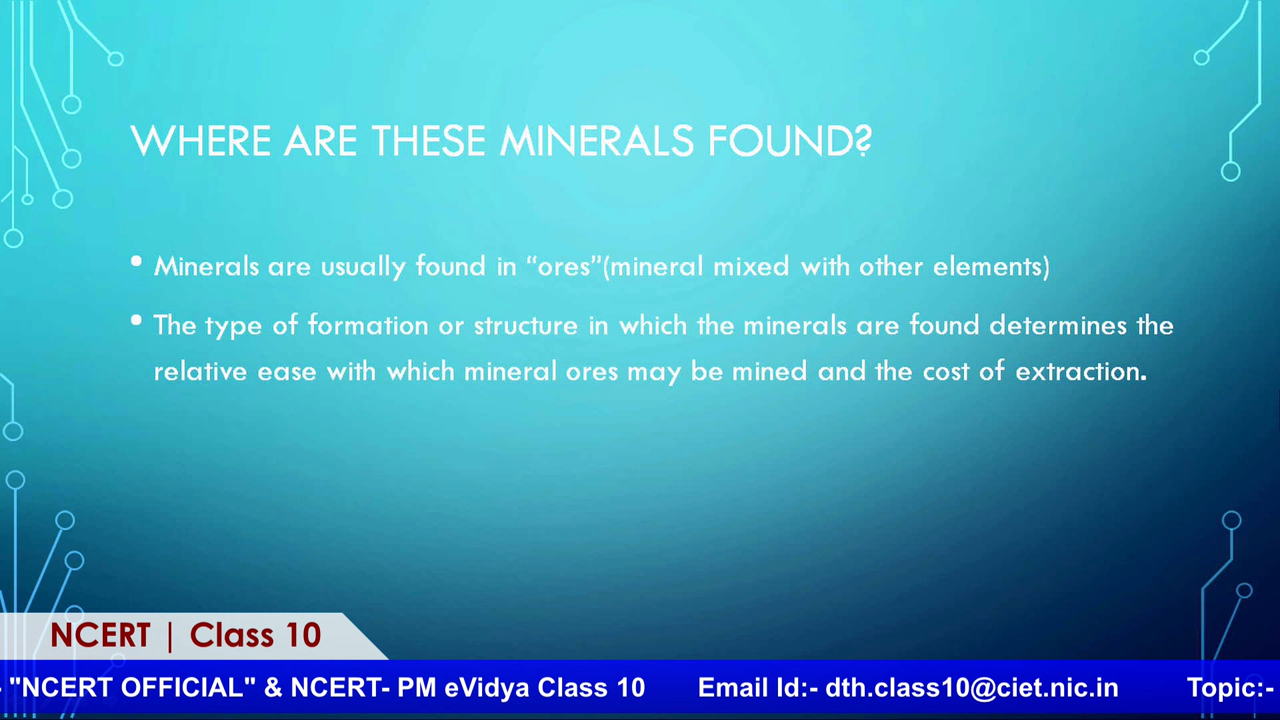 WHERE ARE THESE MINERALS FOUND?
• Minerals are usually found in “ores”(mineral mixed with other elements)
• The type of formation or structure in which the minerals are found determines the
relative ease with which mineral ores may be mined and the cost of extraction.
NCERT | Class 10
- "NCERT OFFICIAL" & NCERT- PM eVidya Class 10 Email Id:- dth.class10@ciet.nic.in Topic:-